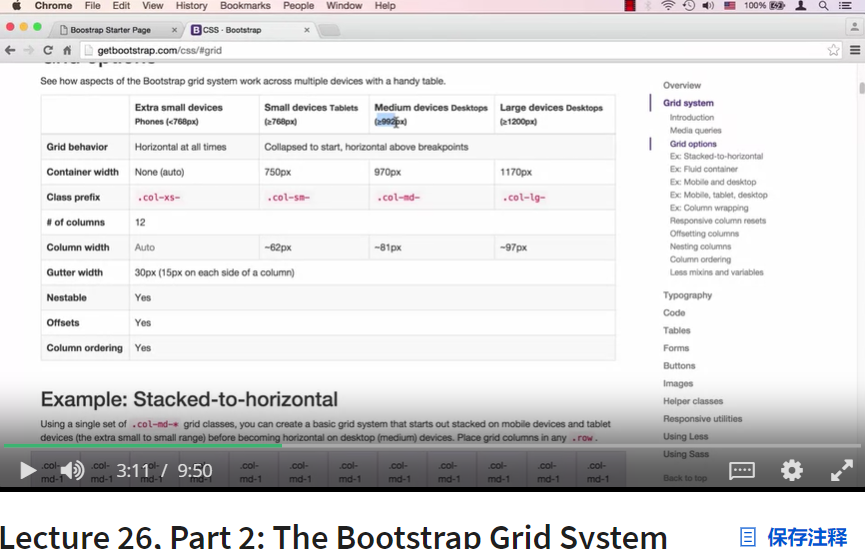 Chrome File Edit View History Bookmarks People Window Help 100%
Boostrap Starter Page × CSS · Bootstrap ×
getbootstrap.com/css/#grid
See how aspects of the Bootstrap grid system work across multiple devices with a handy table.
Extra small devices Phones (<768px) Small devices Tablets (≥768px) Medium devices Desktops (≥992px) Large devices Desktops (≥1200px)
Grid behavior Horizontal at all times Collapsed to start, horizontal above breakpoints
Container width None (auto) 750px 970px 1170px
Class prefix .col-xs- .col-sm- .col-md- .col-lg-
# of columns 12
Column width Auto ~62px ~81px ~97px
Gutter width 30px (15px on each side of a column)
Nestable Yes
Offsets Yes
Column ordering Yes
Example: Stacked-to-horizontal
Using a single set of .col-md-* grid classes, you can create a basic grid system that starts out stacked on mobile devices and tablet
devices (the extra small to small range) before becoming horizontal on desktop (medium) devices. Place grid columns in any .row.
.col- .col- .col- .col- .col- .col- .col- .col- .col- .col- .col- .col-
md-1 md-1 md-1 md-1 md-1 md-1 md-1 md-1 md-1 md-1 md-1
Overview
Grid system
Introduction
Media queries
Grid options
Ex: Stacked-to-horizontal
Ex: Fluid container
Ex: Mobile and desktop
Ex: Mobile, tablet, desktop
Ex: Column wrapping
Responsive column resets
Offsetting columns
Nesting columns
Column ordering
Less mixins and variables
Typography
Code
Tables
Forms
Buttons
Images
Helper classes
Responsive utilities
Using Less
Using Sass
Back to top
3:11 / 9:50
Lecture 26, Part 2: The Bootstrap Grid System
保存注释